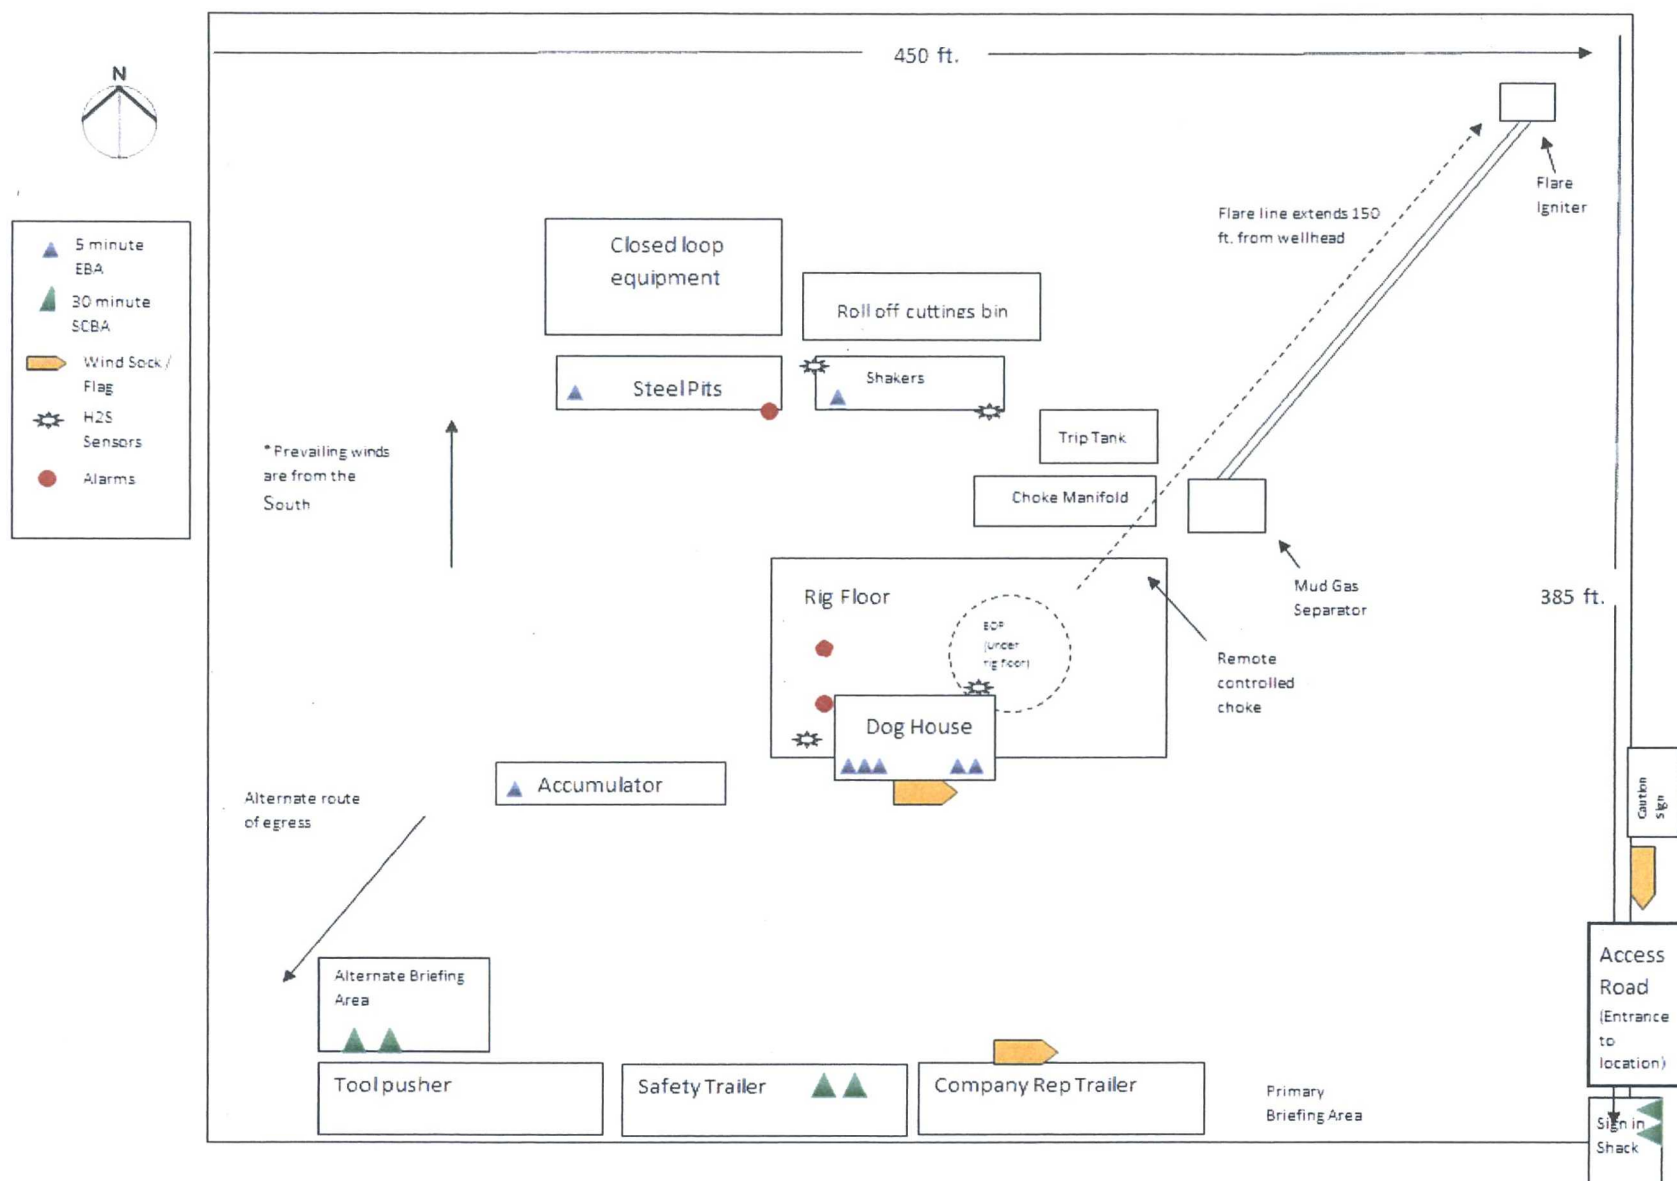 450 ft.
N
Flare
Igniter
Flare line extends 150
ft. from wellhead
5 minute
EBA
30 minute
SCBA
Wind Sock /
Flag
H2S
Sensors
Alarms
Closed loop
equipment
Roll off cuttings bin
Steel Pits
Shakers
Trip Tank
Choke Manifold
* Prevailing winds
are from the
South
Mud Gas
Separator
385 ft.
Rig Floor
(under
rig floor)
Remote
controlled
choke
Dog House
Accumulator
Alternate route
of egress
Caution
Sign
Access
Road
(Entrance
to
location)
Alternate Briefing
Area
Tool pusher
Safety Trailer
Company Rep Trailer
Primary
Briefing Area
Sign in
Shack